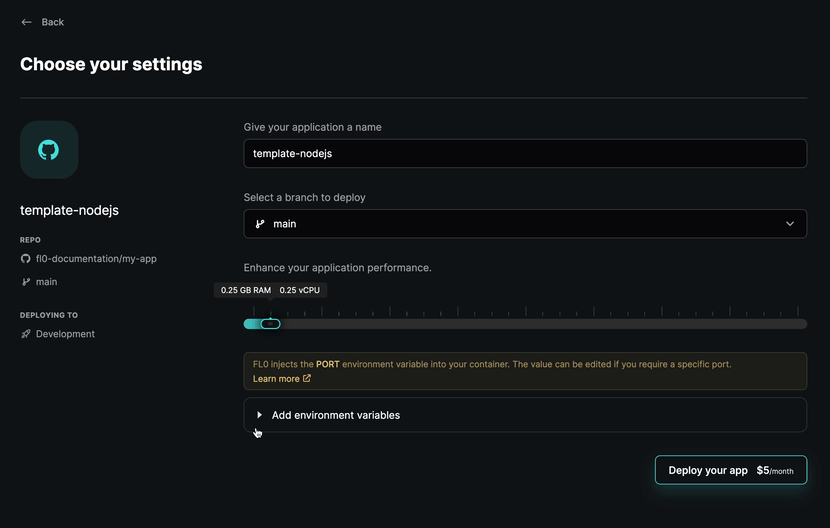 Back
Choose your settings
template-nodejs
REPO
fl0-documentation/my-app
main
DEPLOYING TO
Development
Give your application a name
template-nodejs
Select a branch to deploy
main
Enhance your application performance.
0.25 GB RAM 0.25 vCPU
FL0 injects the PORT environment variable into your container. The value can be edited if you require a specific port.
Learn more
Add environment variables
Deploy your app $5/month